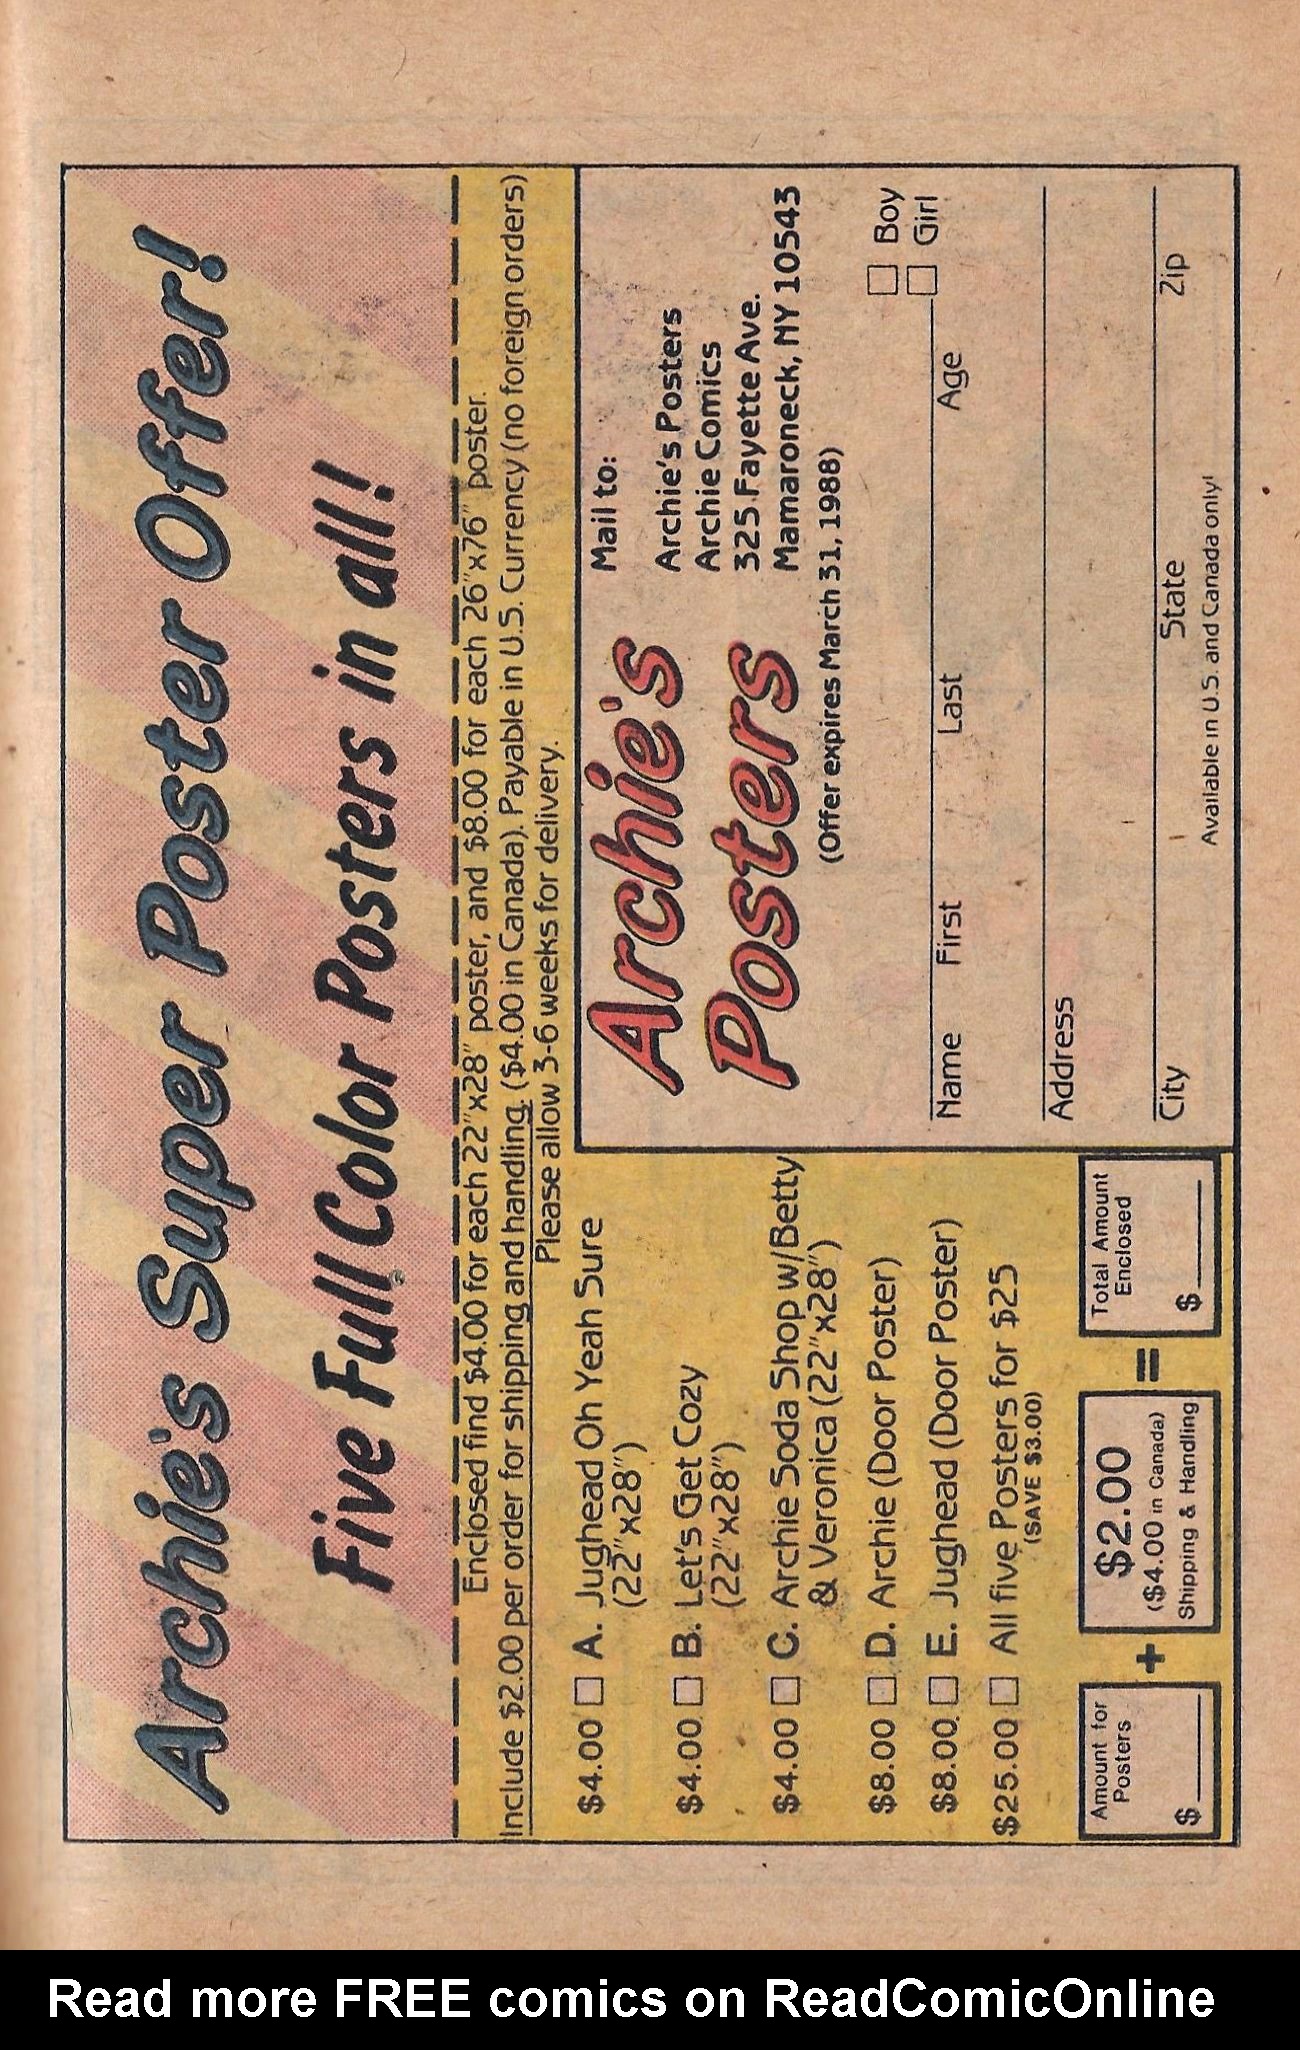 Archie's Super Poster Offer!
Five Full Color Posters in all!
Enclosed find $4.00 for each 22"x28" poster, and $8.00 for each 26"x76" poster.
Include $2.00 per order for shipping and handling. ($4.00 in Canada). Payable in U.S. Currency (no foreign orders)
Please allow 3-6 weeks for delivery.
$4.00 □ A. Jughead Oh Yeah Sure
(22"x28")
$4.00 □ B. Let's Get Cozy
(22"x28")
$4.00 □ C. Archie Soda Shop w/Betty
& Veronica (22"x28")
$8.00 □ D. Archie (Door Poster)
$8.00 □ E. Jughead (Door Poster)
$25.00 □ All five Posters for $25
(SAVE $3.00)
Amount for
Posters
$
+
$2.00
($4.00 in Canada)
Shipping & Handling
=
Total Amount
Enclosed
$
Archie's
Posters
Mail to:
Archie's Posters
Archie Comics
325 Fayette Ave.
Mamaroneck, NY 10543
(Offer expires March 31, 1988)
□ Boy
□ Girl
Name First Last Age
Address
City State Zip
Available in U.S. and Canada only!
Read more FREE comics on ReadComicOnline